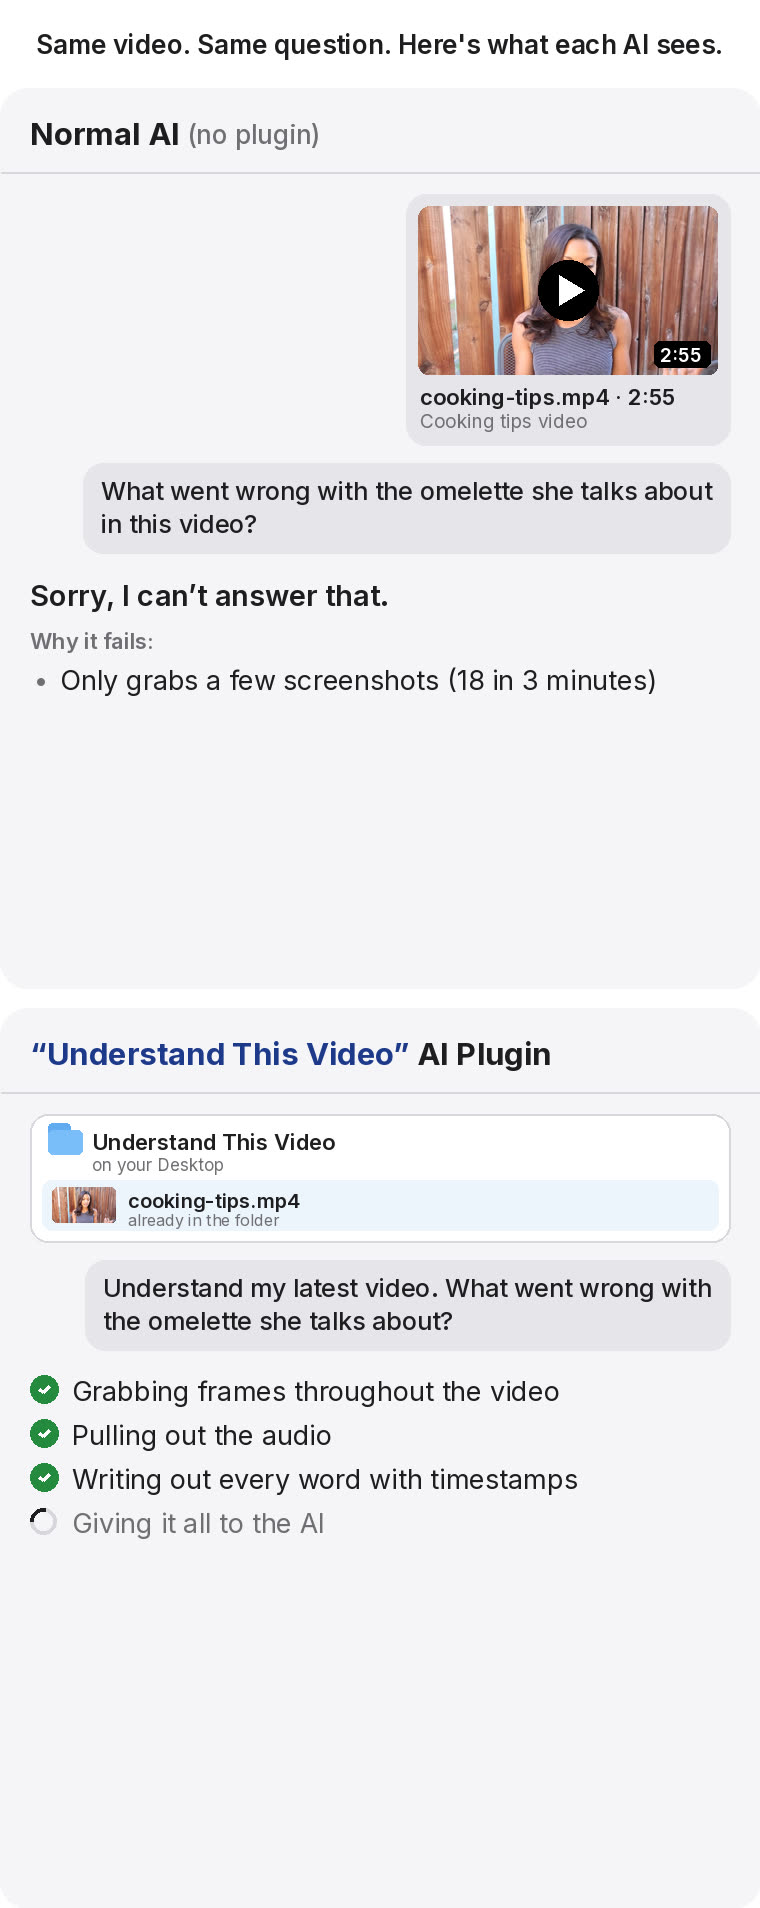 Same video. Same question. Here's what each AI sees.
Normal AI (no plugin)
2:55
cooking-tips.mp4 · 2:55
Cooking tips video
What went wrong with the omelette she talks about
in this video?
Sorry, I can’t answer that.
Why it fails:
• Only grabs a few screenshots (18 in 3 minutes)
“Understand This Video” AI Plugin
Understand This Video
on your Desktop
cooking-tips.mp4
already in the folder
Understand my latest video. What went wrong with
the omelette she talks about?
Grabbing frames throughout the video
Pulling out the audio
Writing out every word with timestamps
Giving it all to the AI